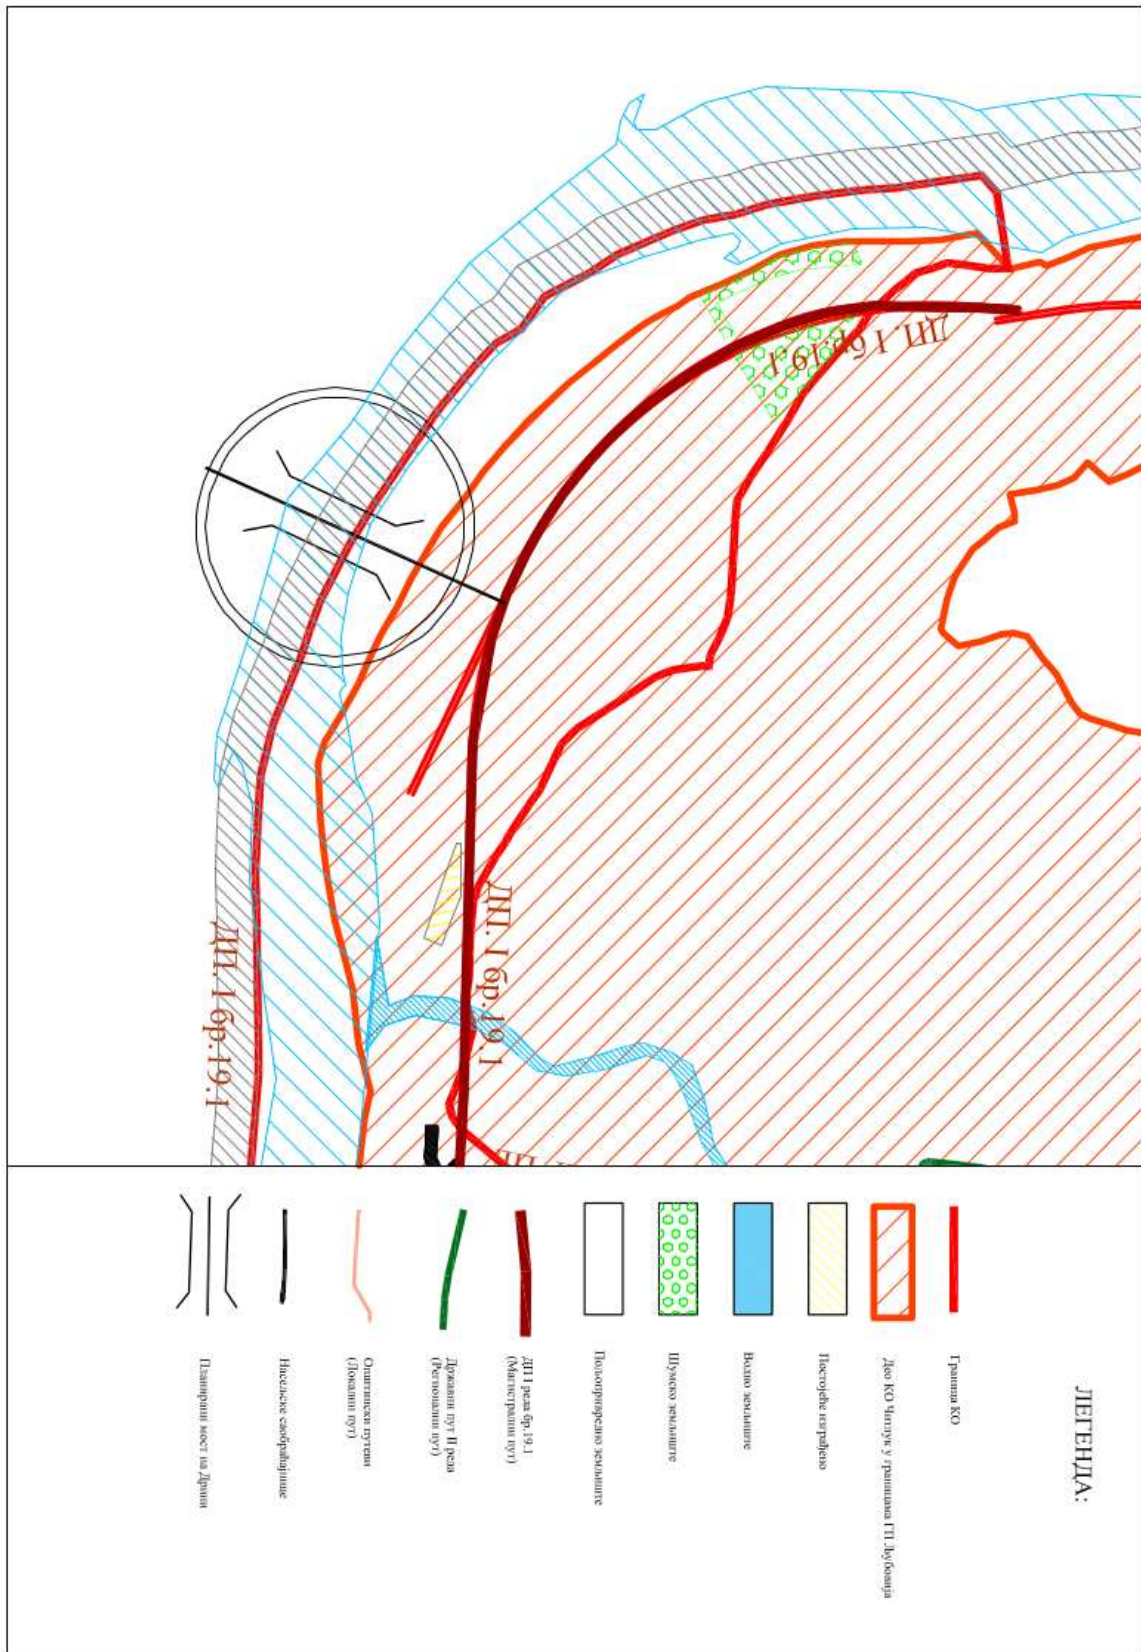 ДП. I бр.19.1
ДП. I бр.19.1
ДП. I бр.19.1
ЛЕГЕНДА:
Граница КО
Део КО Читлук у границама ГП Љубовија
Постојеће изграђено
Водно земљиште
Шумско земљиште
Пољопривредно земљиште
ДП I реда бр.19.1
(Магистрални пут)
Државни пут II реда
(Регионални пут)
Општински путеви
(Локални пут)
Насељске саобраћајнице
Планирани мост на Дрини